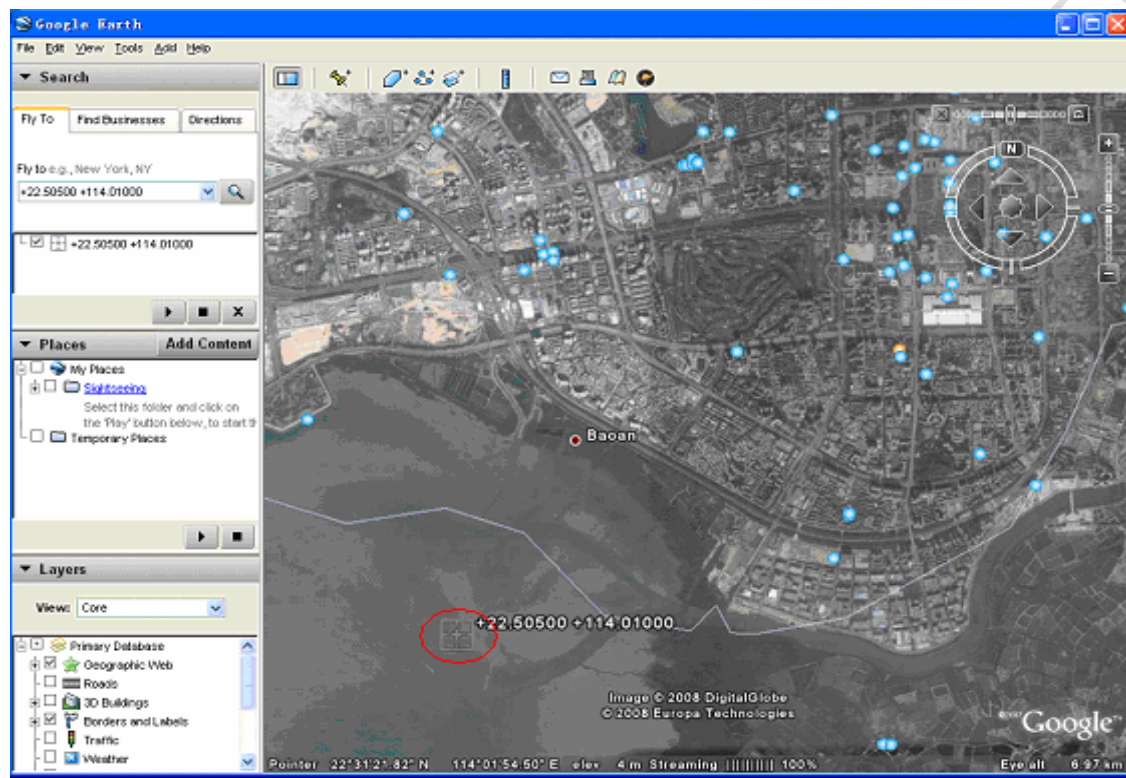 Google Earth
File Edit View Tools Add Help
Search
Fly To Find Businesses Directions
Fly to e.g., New York, NY
+22.50500 +114.01000
+22.50500 +114.01000
Places Add Content
My Places
Sightseeing
Select this folder and click on
the 'Play' button below, to start th
Temporary Places
Layers
View: Core
Primary Database
Geographic Web
Roads
3D Buildings
Borders and Labels
Traffic
Weather
N
Baoan
+22.50500 +114.01000
Image © 2008 DigitalGlobe
© 2008 Europa Technologies
©2007 Google™
Pointer 22°31'21.82" N 114°01'54.50" E elev 4 m Streaming ||||||||| 100% Eye alt 6.97 km